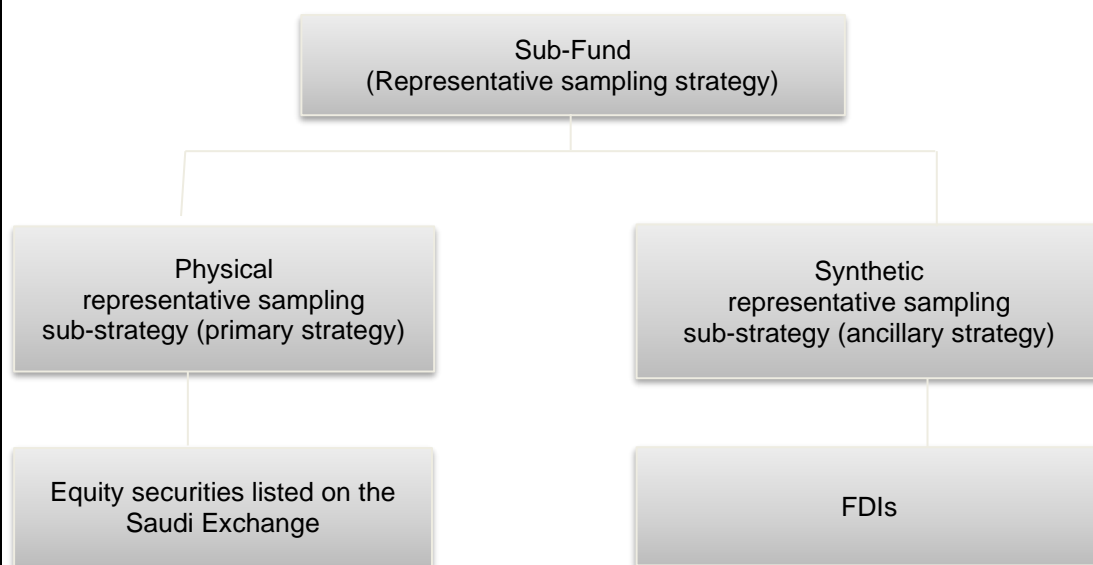 Sub-Fund
(Representative sampling strategy)
Physical
representative sampling
sub-strategy (primary strategy)
Synthetic
representative sampling
sub-strategy (ancillary strategy)
Equity securities listed on the
Saudi Exchange
FDIs